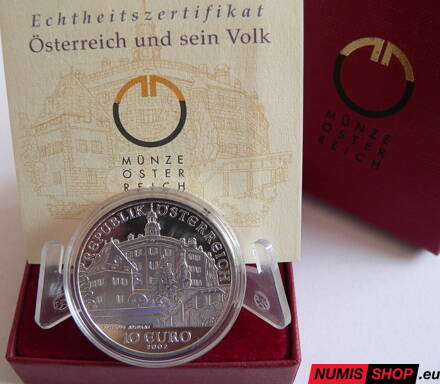 Echtheitszertifikat
Österreich und sein Volk
MÜNZE
ÖSTER
REICH
MÜNZE
ÖSTER
REICH
REPUBLIK ÖSTERREICH
10 EURO
2002
NUMIS SHOP.eu